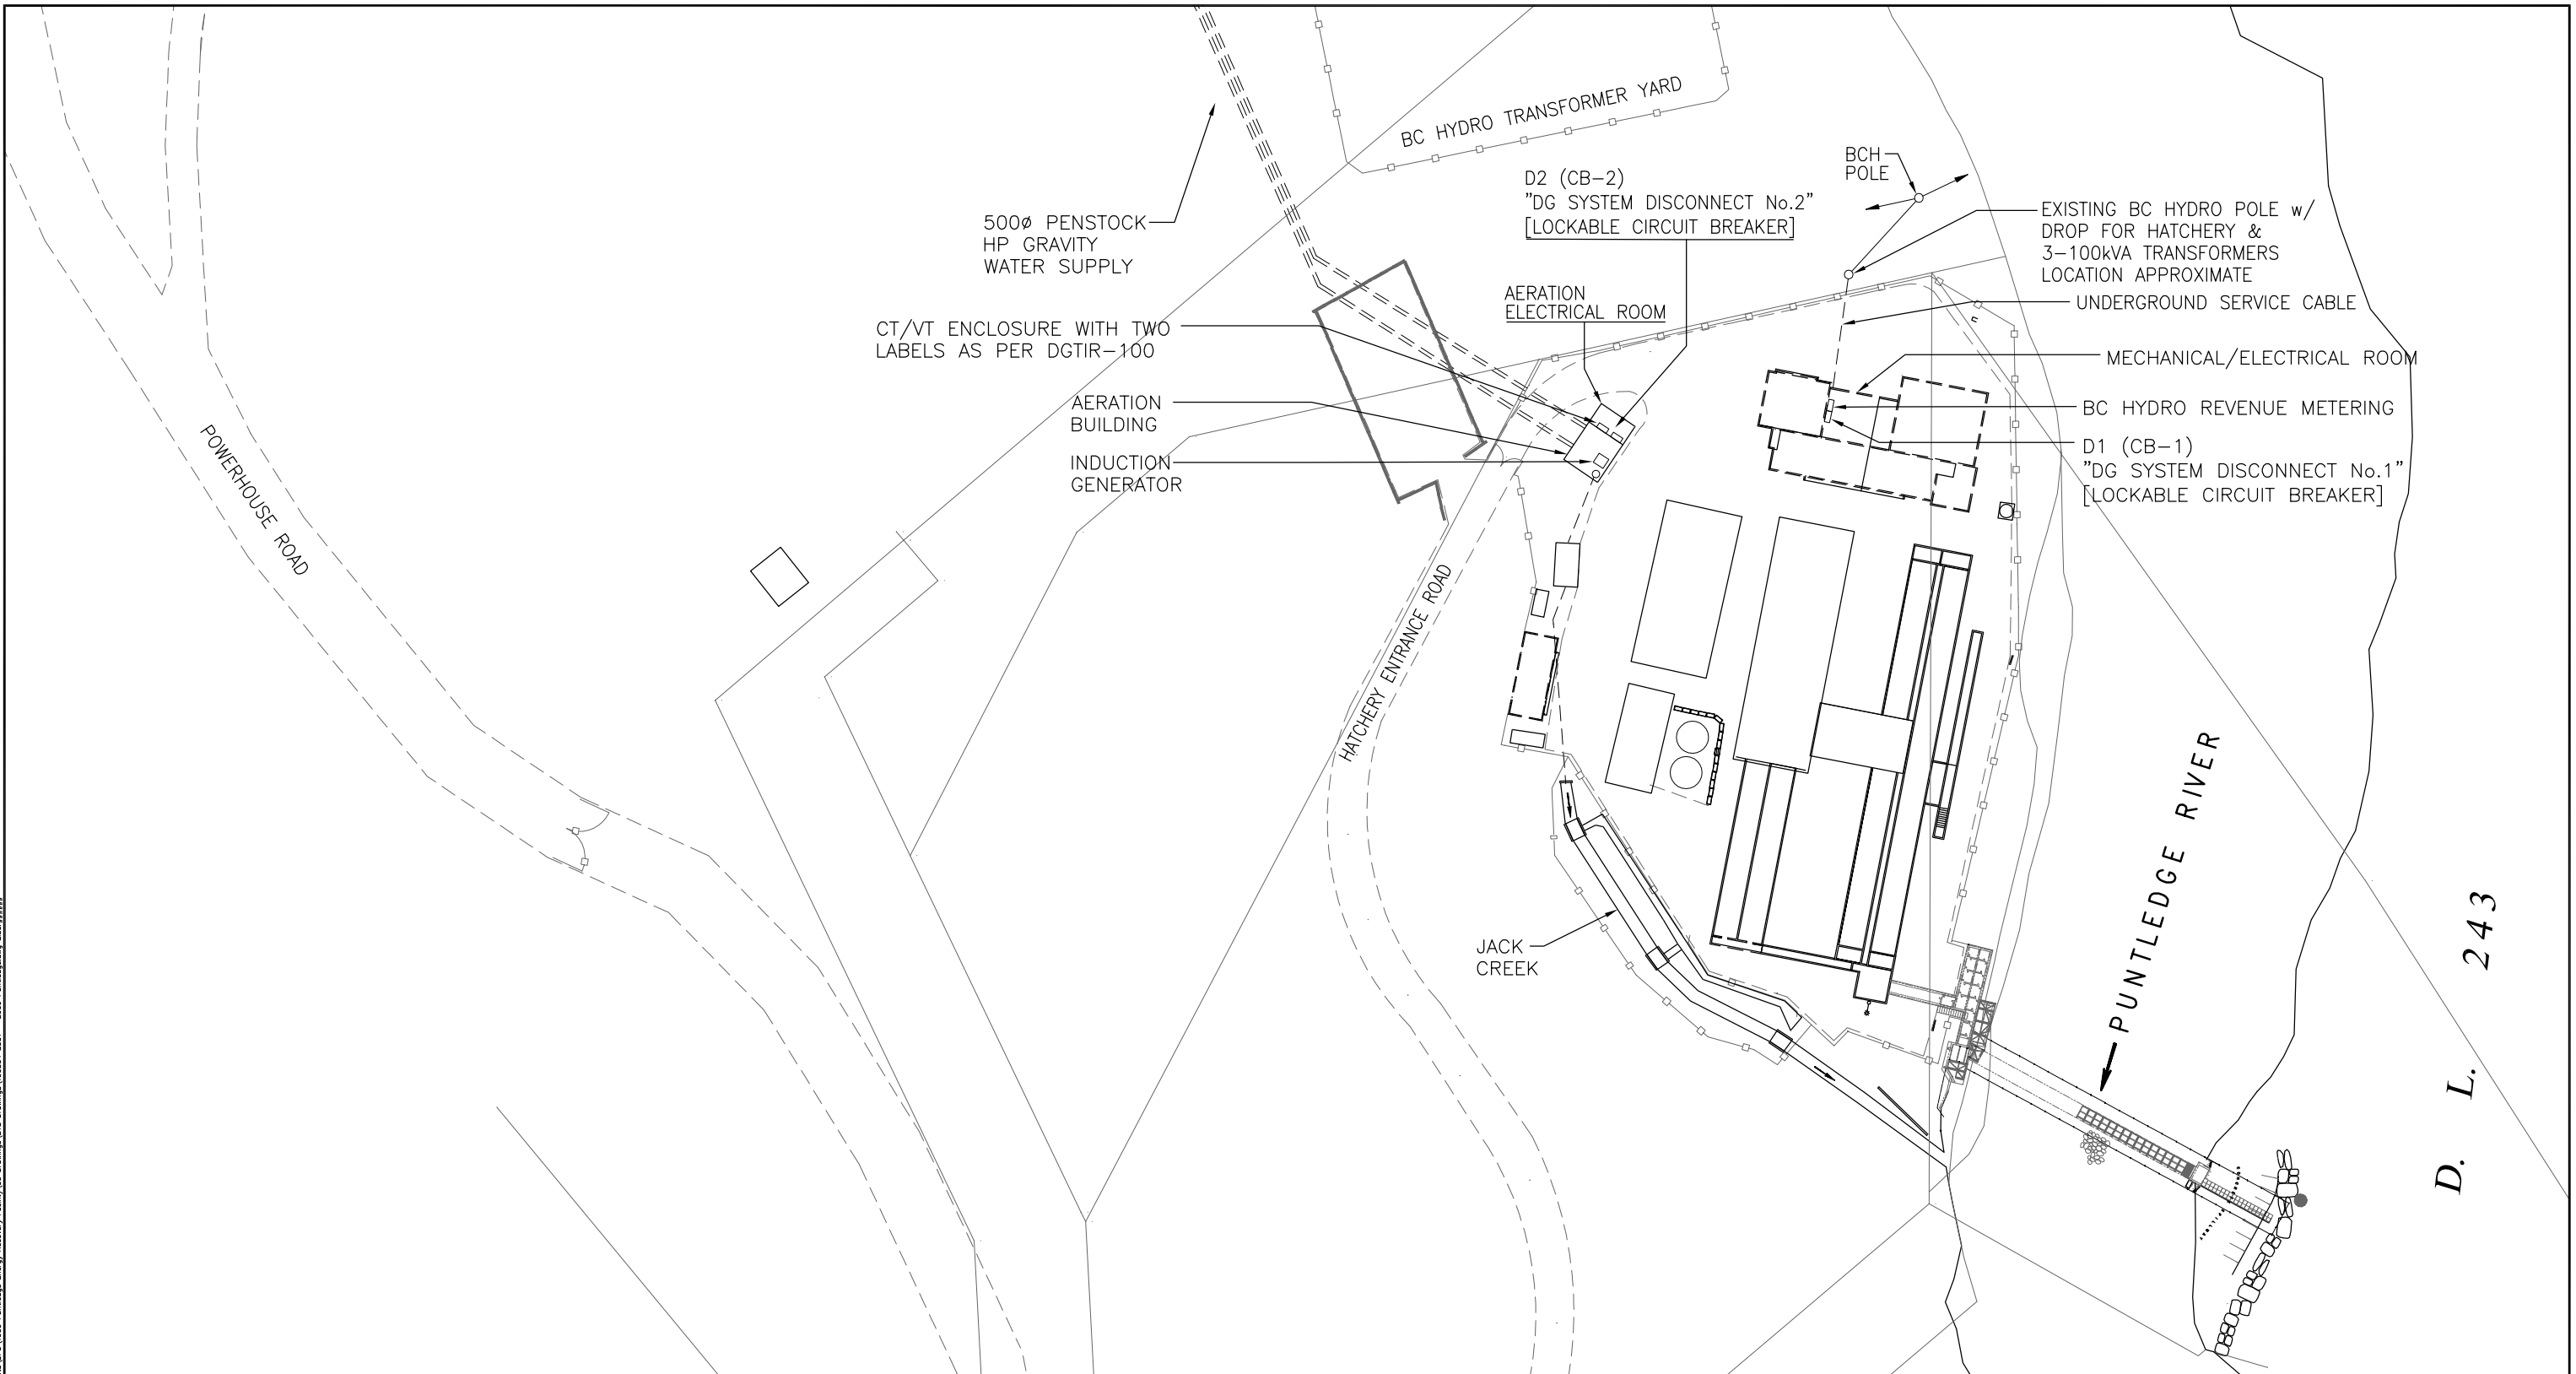 BC HYDRO TRANSFORMER YARD
BCH
POLE
D2 (CB-2)
"DG SYSTEM DISCONNECT No.2"
[LOCKABLE CIRCUIT BREAKER]
500ø PENSTOCK
HP GRAVITY
WATER SUPPLY
EXISTING BC HYDRO POLE w/
DROP FOR HATCHERY &
3-100kVA TRANSFORMERS
LOCATION APPROXIMATE
AERATION
ELECTRICAL ROOM
UNDERGROUND SERVICE CABLE
CT/VT ENCLOSURE WITH TWO
LABELS AS PER DGTIR-100
MECHANICAL/ELECTRICAL ROOM
AERATION
BUILDING
BC HYDRO REVENUE METERING
INDUCTION
GENERATOR
D1 (CB-1)
"DG SYSTEM DISCONNECT No.1"
[LOCKABLE CIRCUIT BREAKER]
POWERHOUSE ROAD
HATCHERY ENTRANCE ROAD
JACK
CREEK
PUNTLEDGE RIVER
D. L. 243